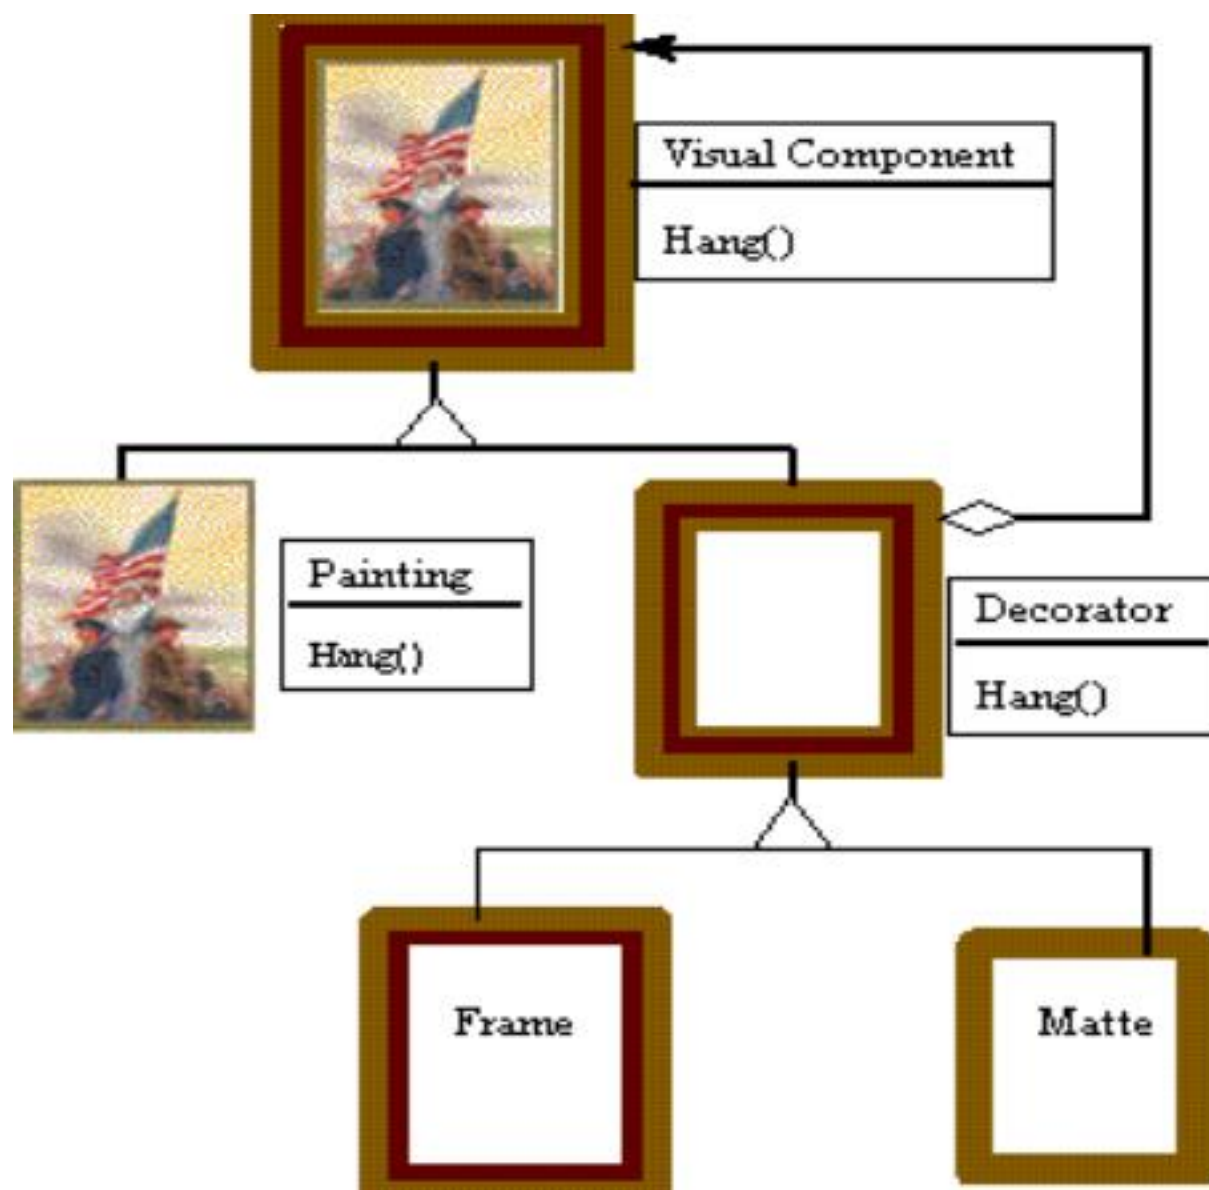 Visual Component
Hang()
Painting
Hang()
Decorator
Hang()
Frame
Matte